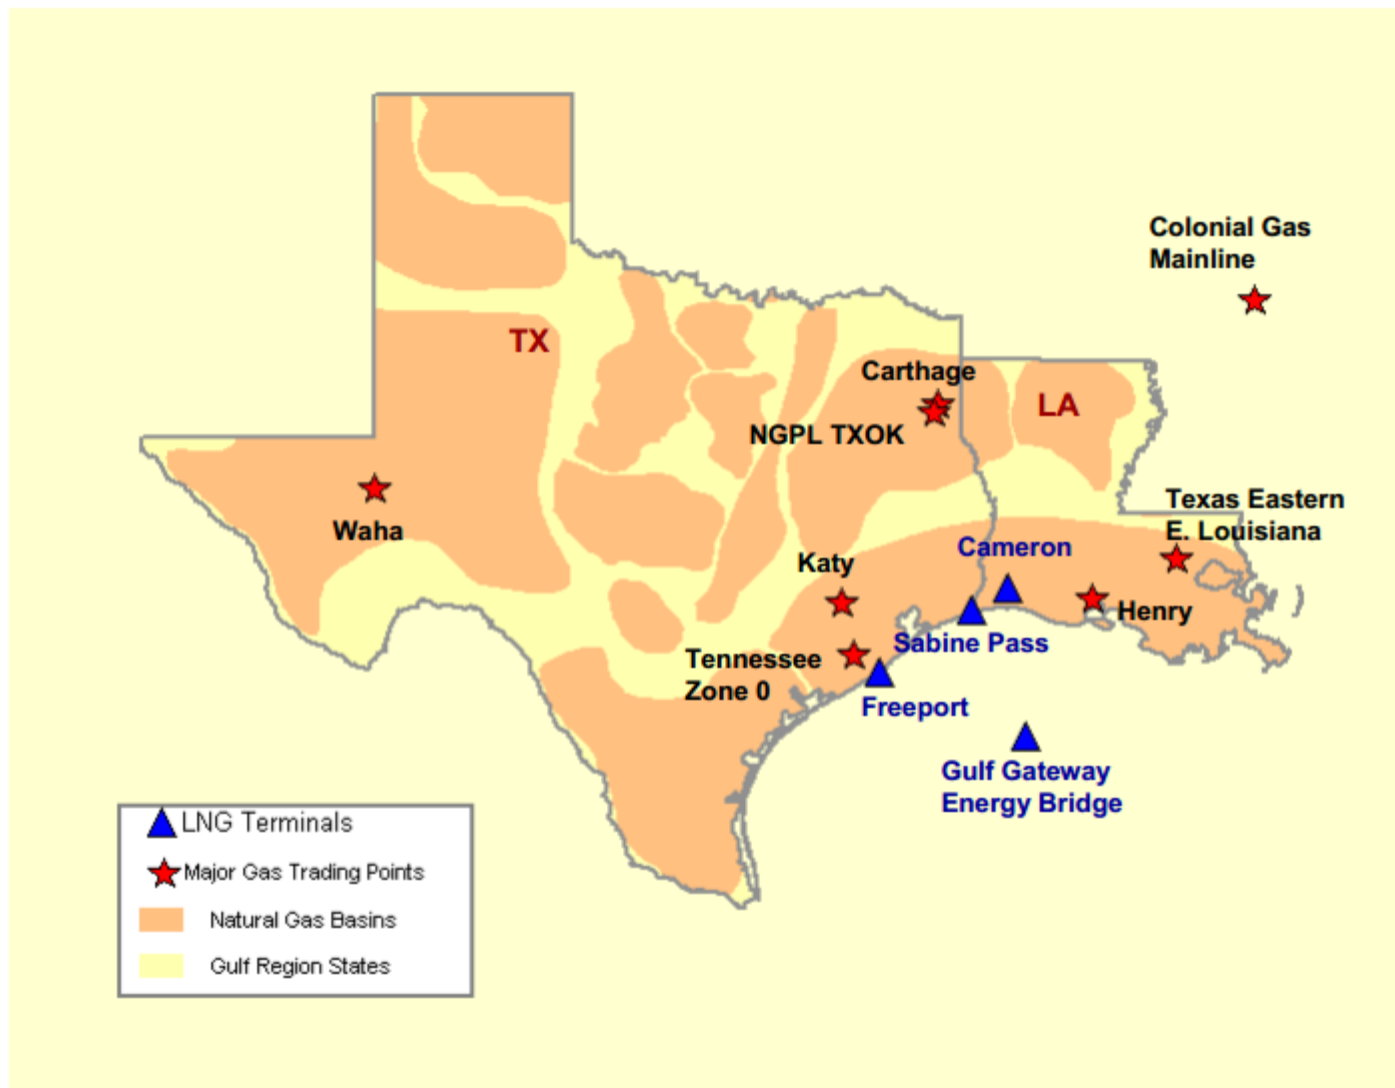 Colonial Gas
Mainline
TX
Carthage
LA
NGPL TXOK
Texas Eastern
E. Louisiana
Waha
Cameron
Katy
Henry
Sabine Pass
Tennessee
Zone 0
Freeport
Gulf Gateway
Energy Bridge
LNG Terminals
Major Gas Trading Points
Natural Gas Basins
Gulf Region States